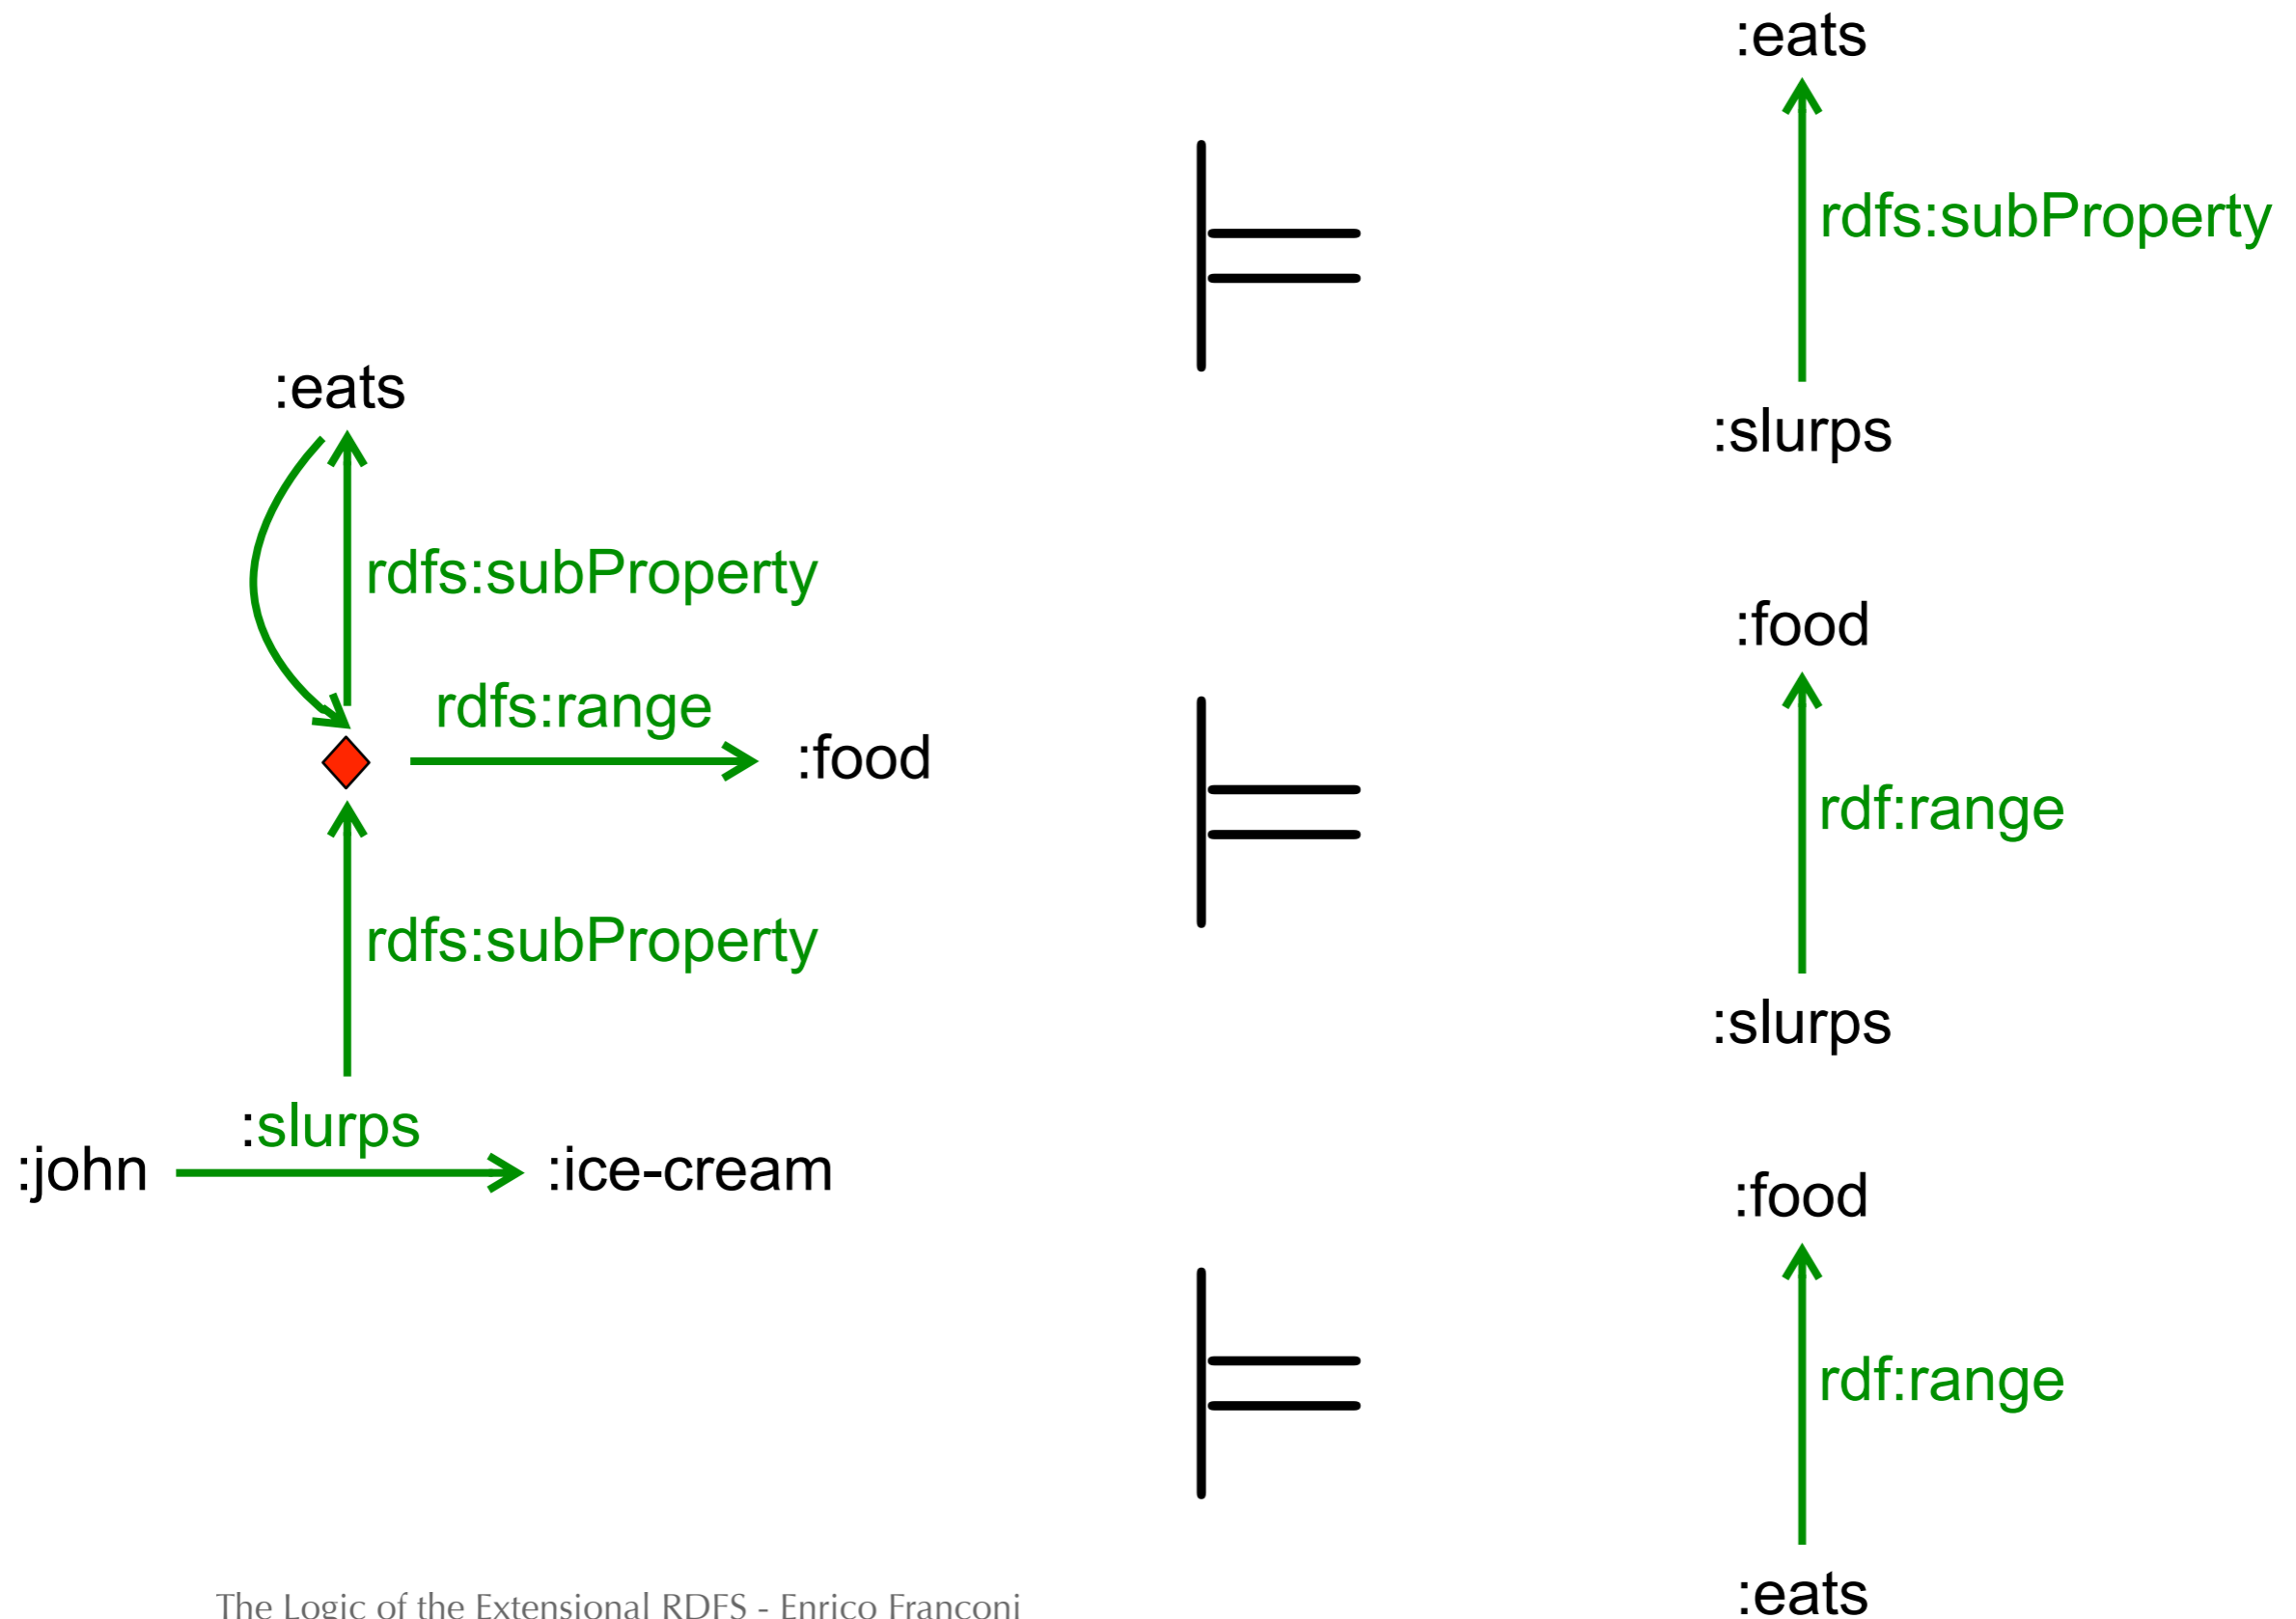 :eats
rdfs:subProperty
rdfs:range
:food
rdfs:subProperty
:slurps
:john
:ice-cream
:eats
rdfs:subProperty
:slurps
:food
rdf:range
:slurps
:food
rdf:range
:eats
The Logic of the Extensional RDFS - Enrico Franconi